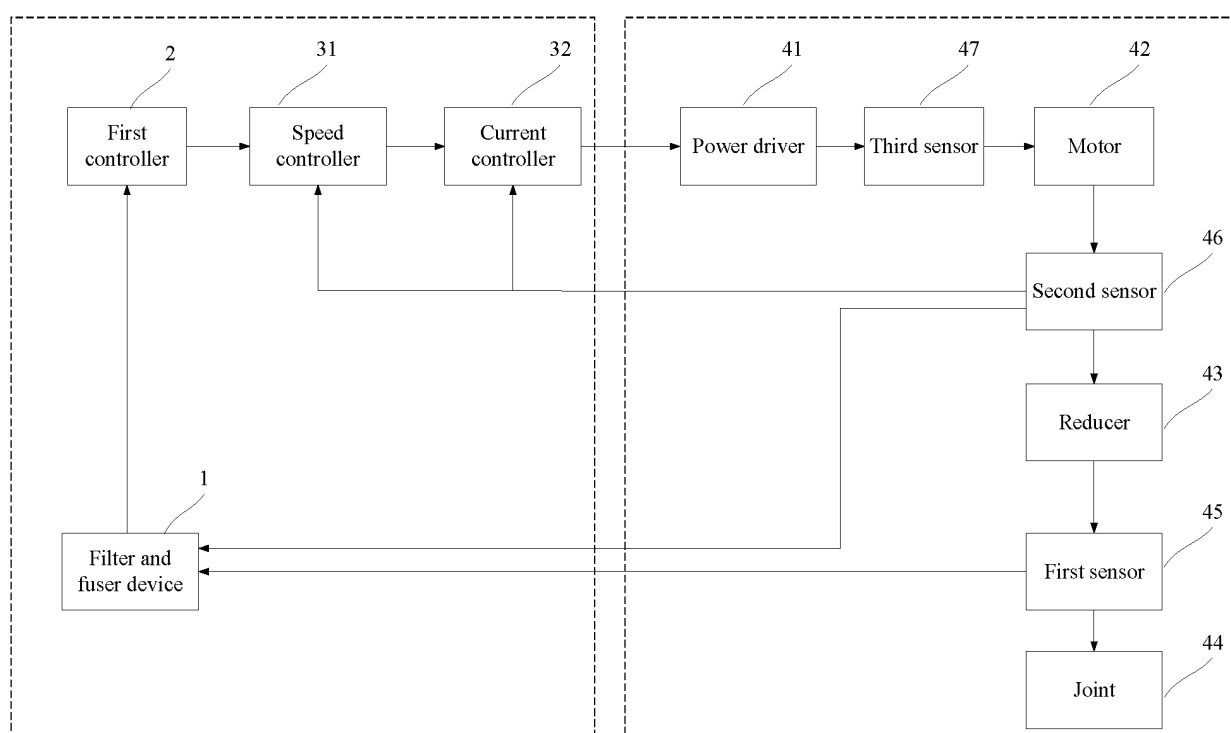 2
31
32
41
47
42
First
controller
Speed
controller
Current
controller
Power driver
Third sensor
Motor
46
Second sensor
43
Reducer
1
45
Filter and
fuser device
First sensor
44
Joint